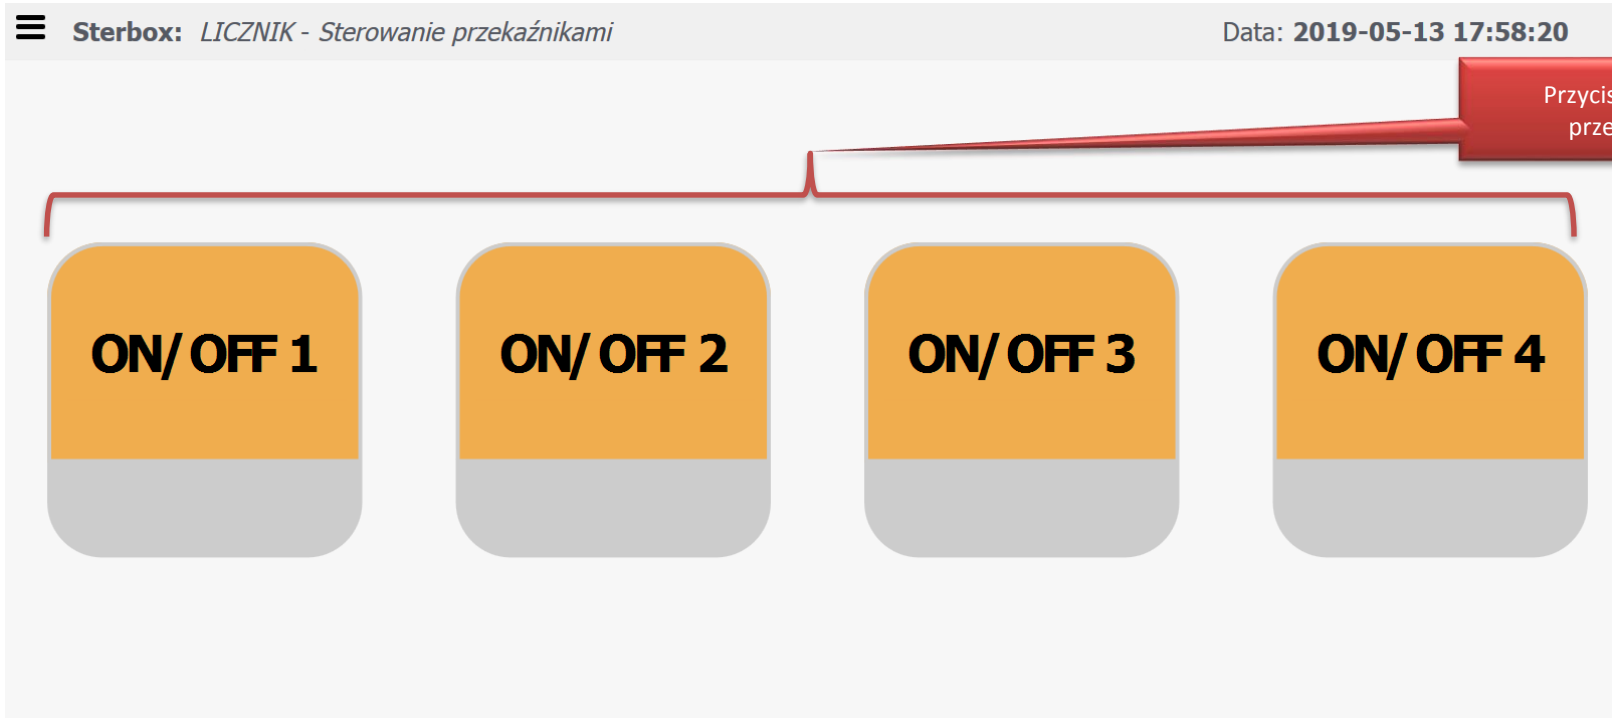 Sterbox: LICZNIK - Sterowanie przekaźnikami
Data: 2019-05-13 17:58:20
ON/OFF 1
ON/OFF 2
ON/OFF 3
ON/OFF 4